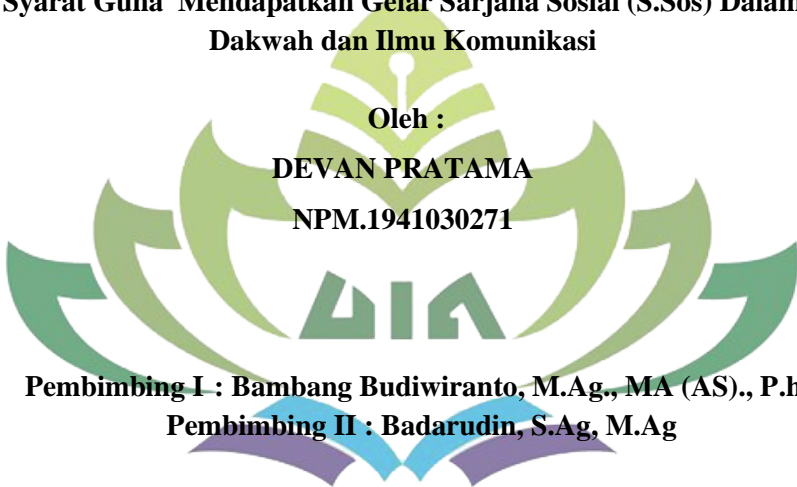 Syarat Guna Mendapatkan Gelar Sarjana Sosial (S.Sos) Dalam
Dakwah dan Ilmu Komunikasi
Oleh :
DEVAN PRATAMA
NPM.1941030271
UIN
Pembimbing I : Bambang Budiwiranto, M.Ag., MA (AS)., P.h
Pembimbing II : Badarudin, S.Ag, M.Ag